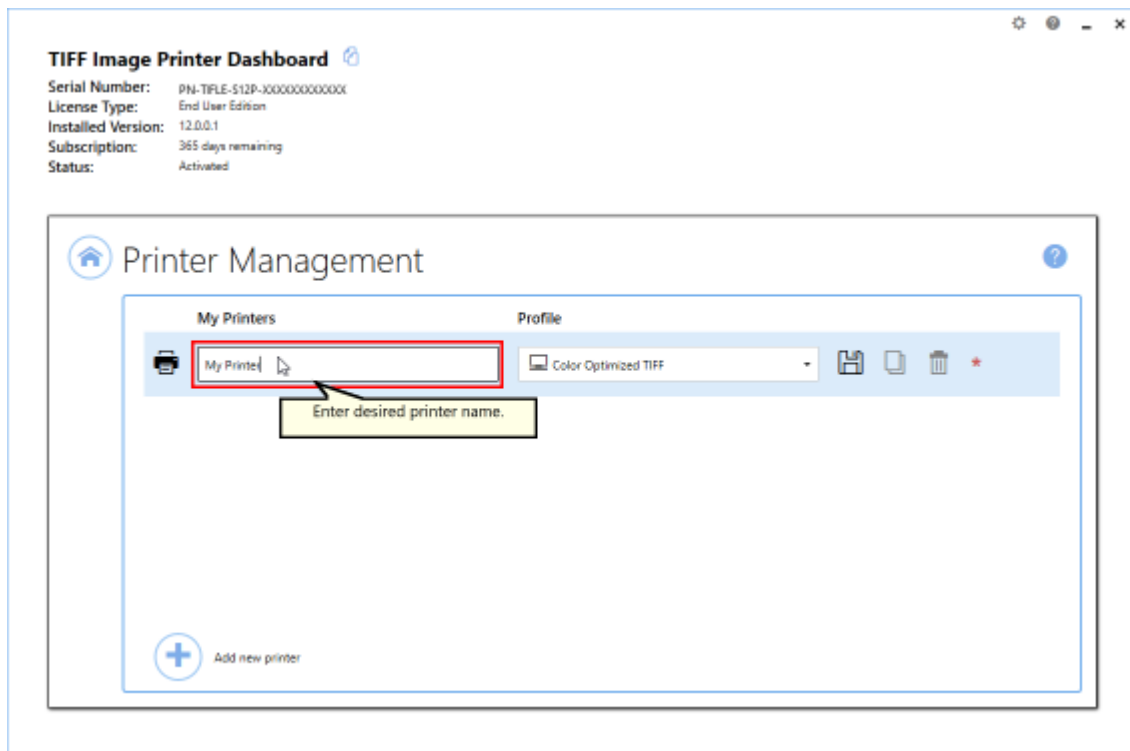 TIFF Image Printer Dashboard
Serial Number: PN-TIFLE-S12P-XXXXXXXXXXXX
License Type: End User Edition
Installed Version: 12.0.0.1
Subscription: 365 days remaining
Status: Activated
Printer Management
My Printers Profile
My Printer Color Optimized TIFF *
Enter desired printer name.
Add new printer